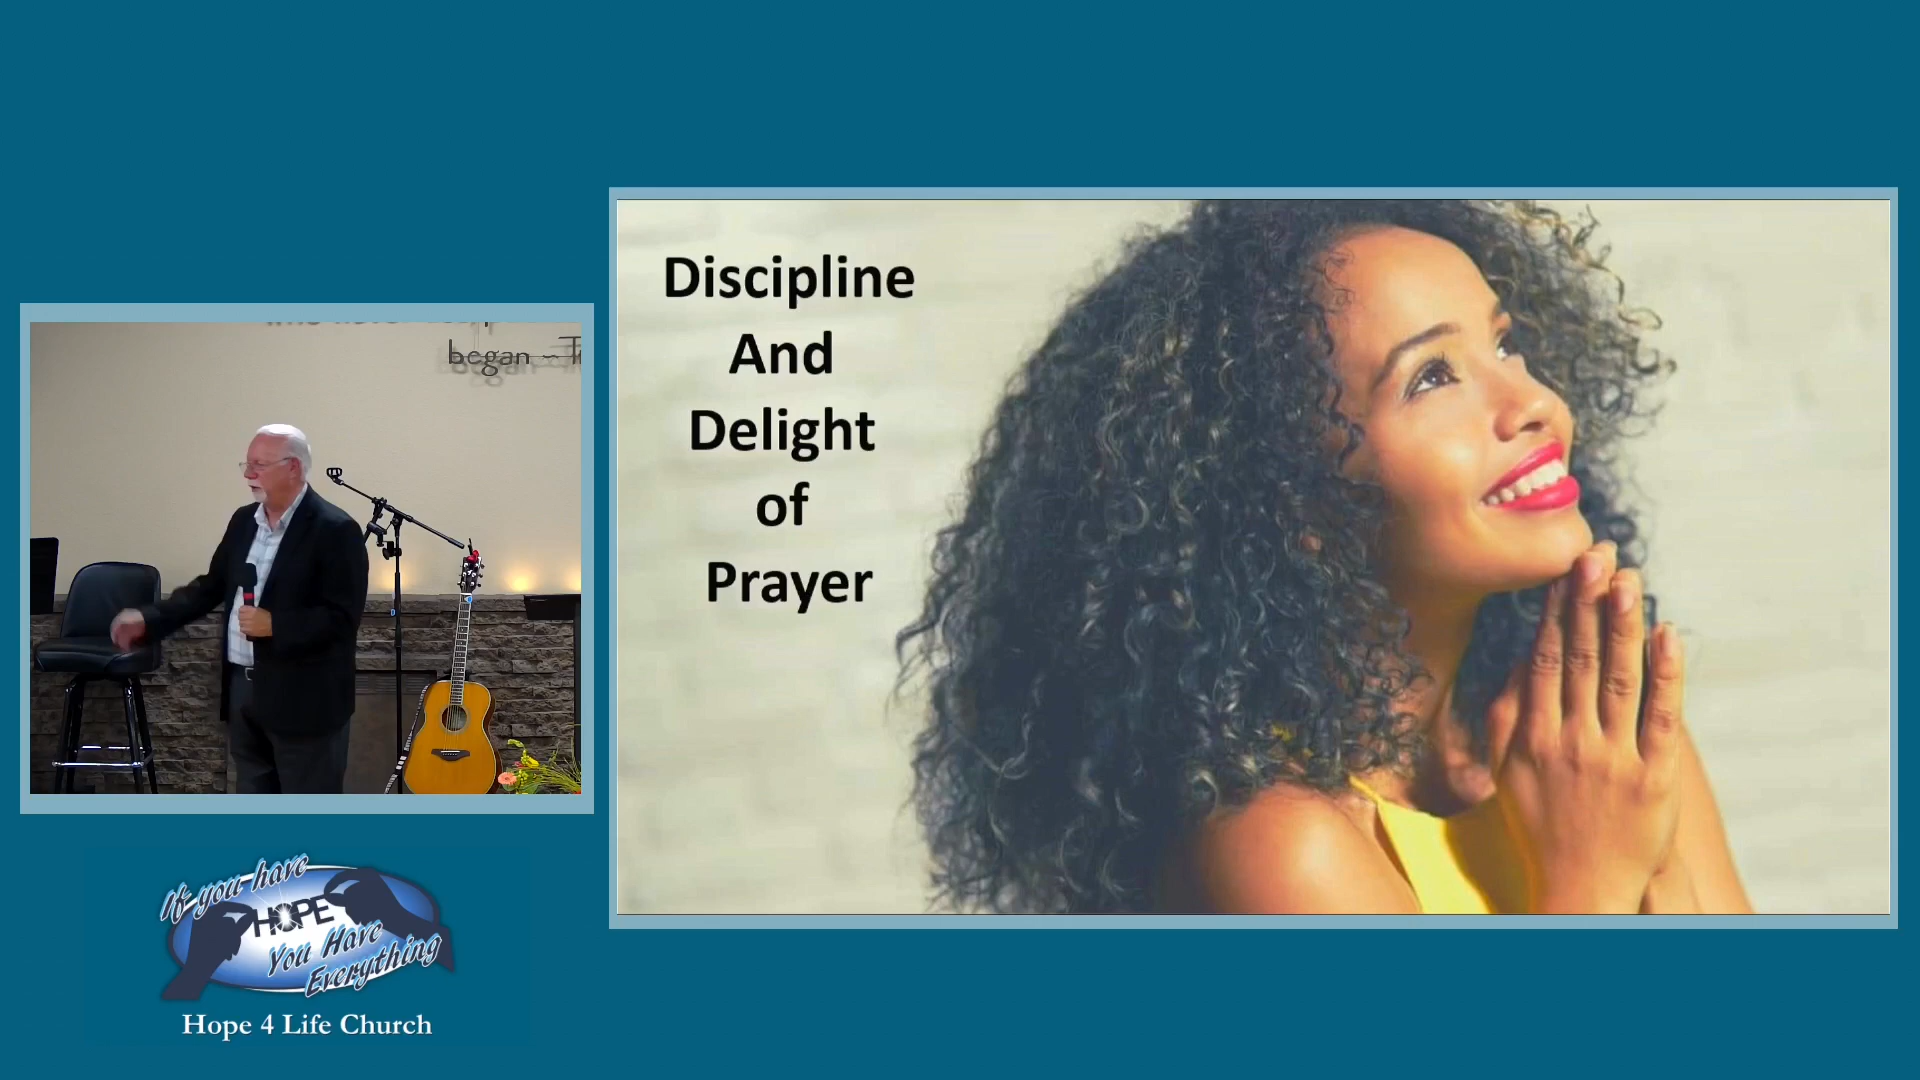 Discipline
And
Delight
of
Prayer
began ~
If you have
HOPE
You Have
Everything
Hope 4 Life Church